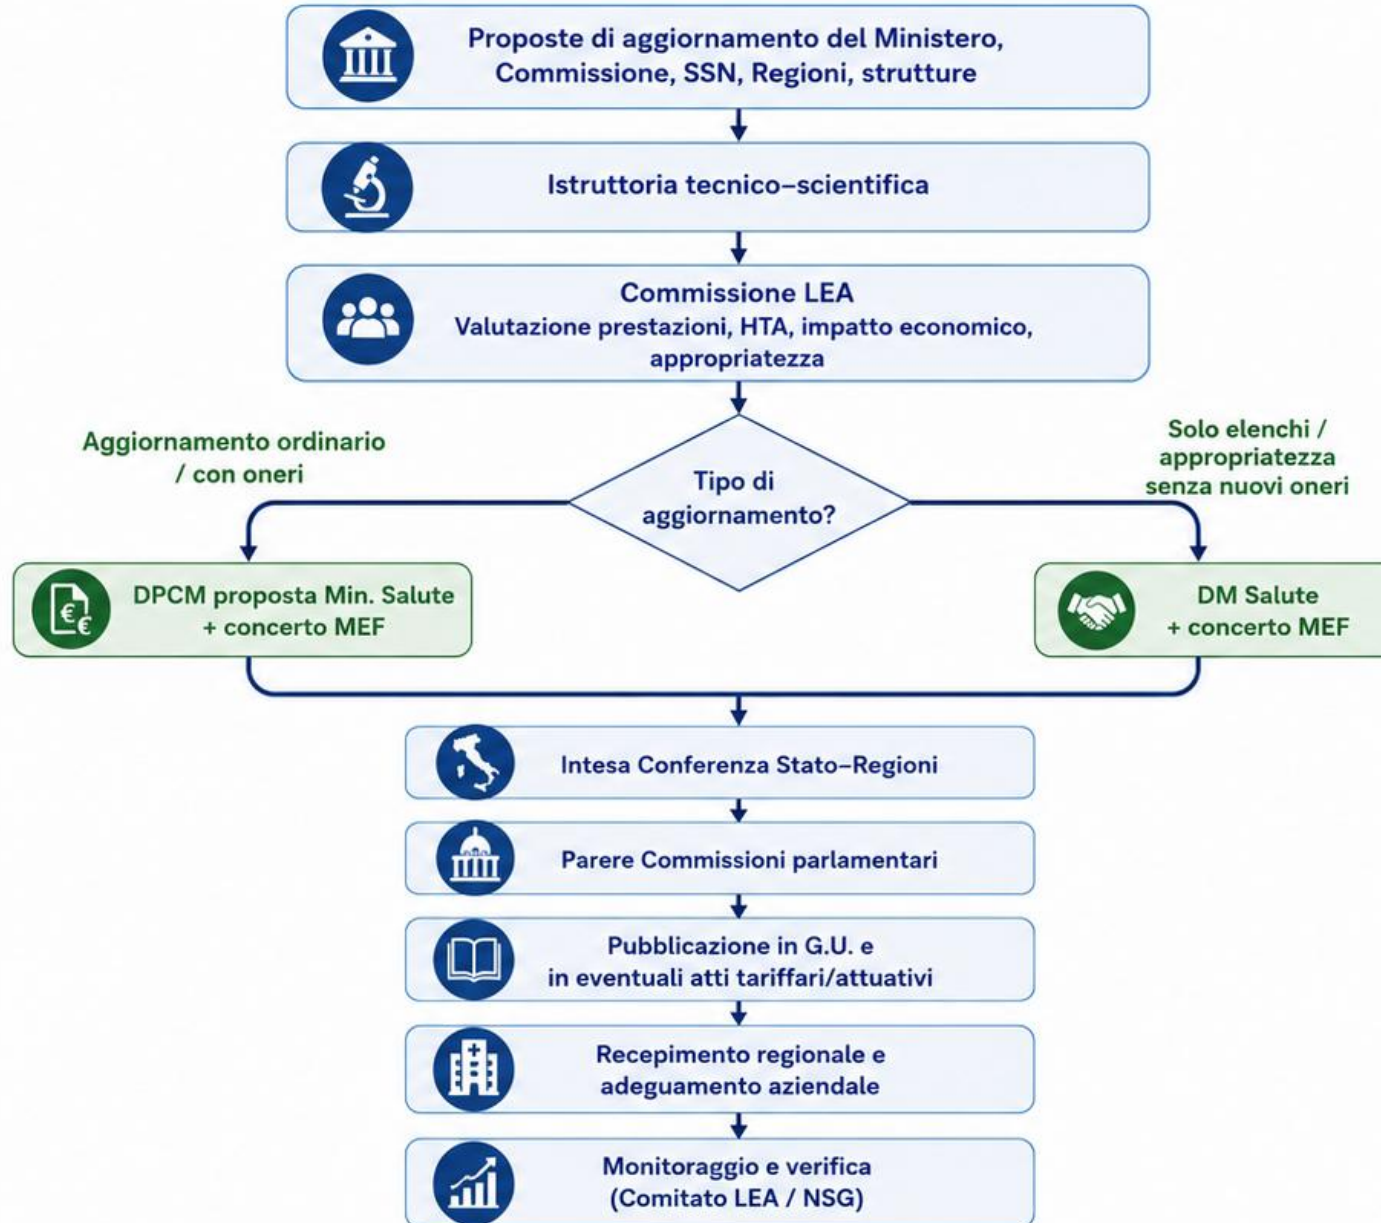 Proposte di aggiornamento del Ministero,
Commissione, SSN, Regioni, strutture
Istruttoria tecnico–scientifica
Commissione LEA
Valutazione prestazioni, HTA, impatto economico,
appropriatezza
Tipo di
aggiornamento?
Aggiornamento ordinario
/ con oneri
Solo elenchi /
appropriatezza
senza nuovi oneri
€
€
DPCM proposta Min. Salute
+ concerto MEF
DM Salute
+ concerto MEF
Intesa Conferenza Stato–Regioni
Parere Commissioni parlamentari
Pubblicazione in G.U. e
in eventuali atti tariffari/attuativi
Recepimento regionale e
adeguamento aziendale
Monitoraggio e verifica
(Comitato LEA / NSG)